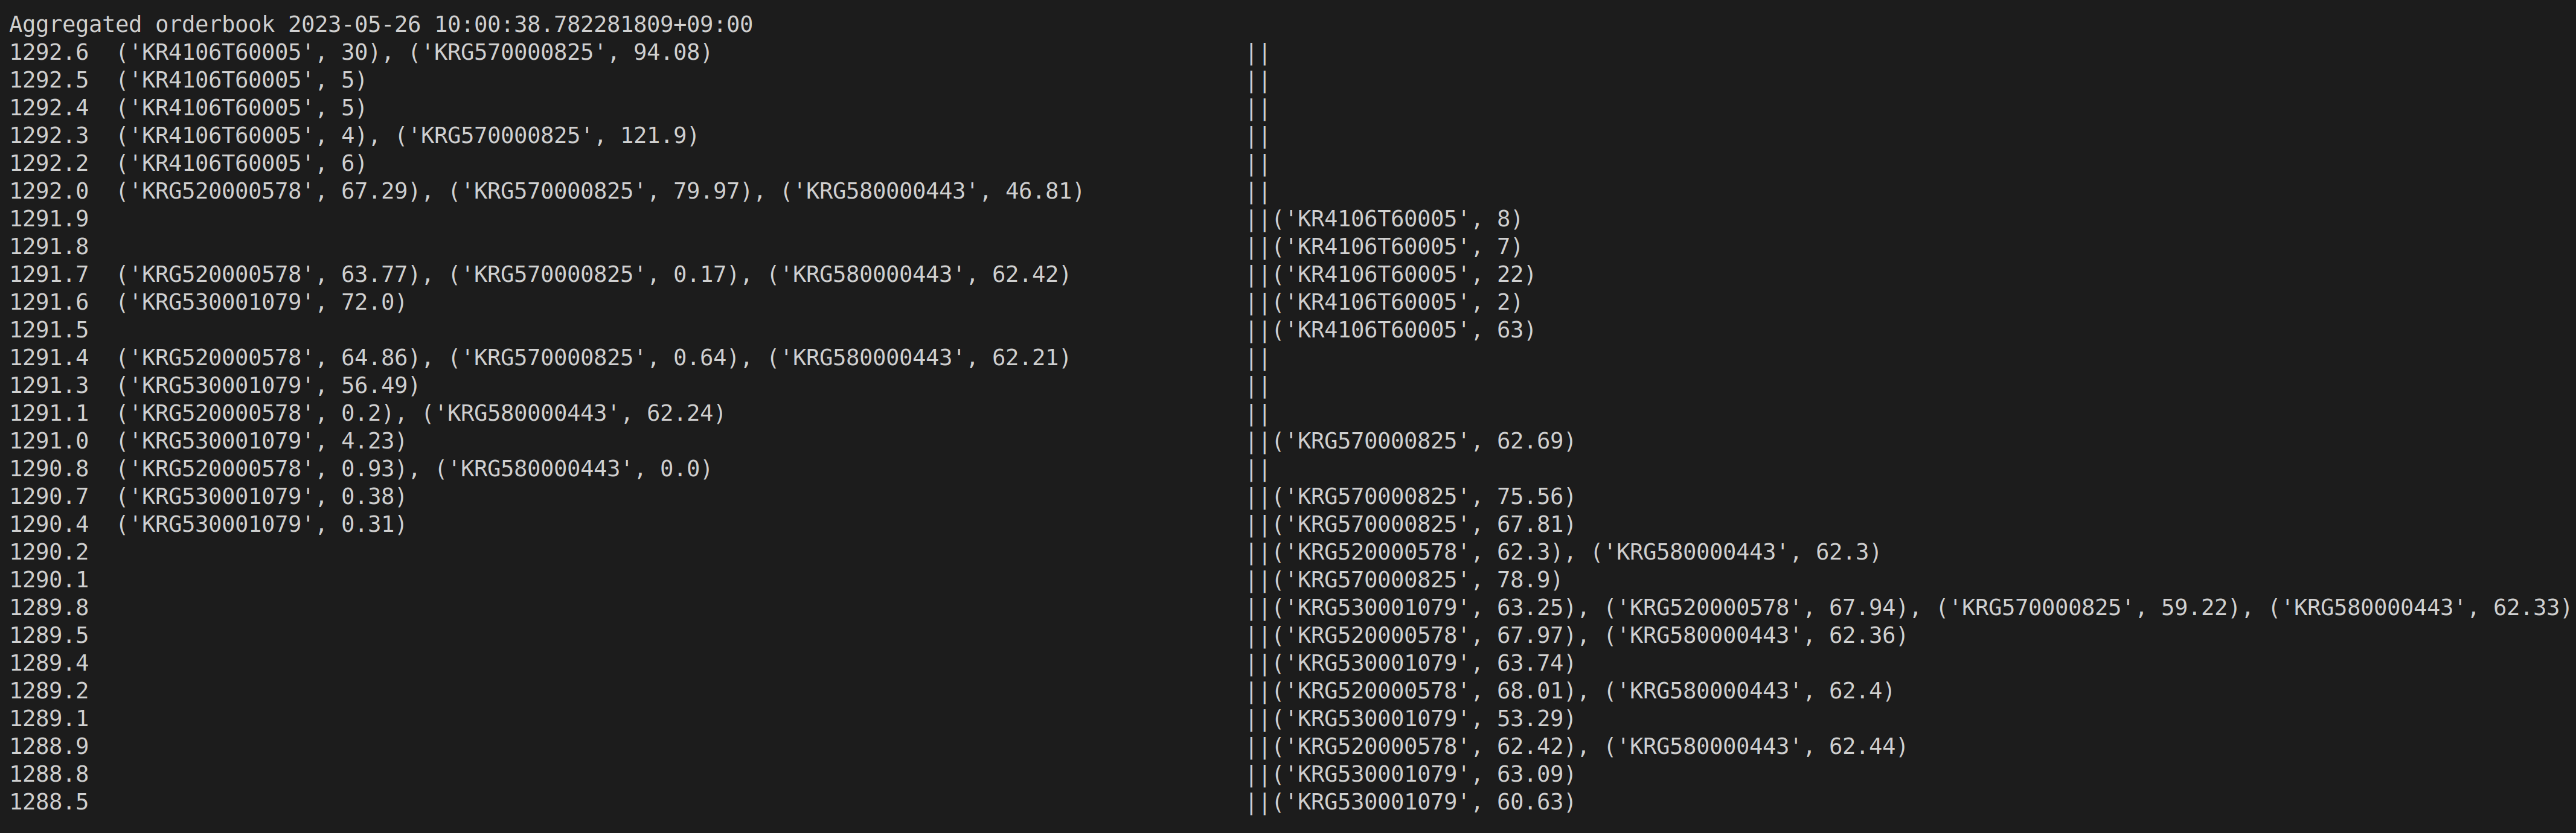 Aggregated orderbook 2023-05-26 10:00:38.782281809+09:00
1292.6  ('KR4106T60005', 30), ('KRG570000825', 94.08) ||
1292.5  ('KR4106T60005', 5) ||
1292.4  ('KR4106T60005', 5) ||
1292.3  ('KR4106T60005', 4), ('KRG570000825', 121.9) ||
1292.2  ('KR4106T60005', 6) ||
1292.0  ('KRG520000578', 67.29), ('KRG570000825', 79.97), ('KRG580000443', 46.81) ||
1291.9 ||('KR4106T60005', 8)
1291.8 ||('KR4106T60005', 7)
1291.7  ('KRG520000578', 63.77), ('KRG570000825', 0.17), ('KRG580000443', 62.42) ||('KR4106T60005', 22)
1291.6  ('KRG530001079', 72.0) ||('KR4106T60005', 2)
1291.5 ||('KR4106T60005', 63)
1291.4  ('KRG520000578', 64.86), ('KRG570000825', 0.64), ('KRG580000443', 62.21) ||
1291.3  ('KRG530001079', 56.49) ||
1291.1  ('KRG520000578', 0.2), ('KRG580000443', 62.24) ||
1291.0  ('KRG530001079', 4.23) ||('KRG570000825', 62.69)
1290.8  ('KRG520000578', 0.93), ('KRG580000443', 0.0) ||
1290.7  ('KRG530001079', 0.38) ||('KRG570000825', 75.56)
1290.4  ('KRG530001079', 0.31) ||('KRG570000825', 67.81)
1290.2 ||('KRG520000578', 62.3), ('KRG580000443', 62.3)
1290.1 ||('KRG570000825', 78.9)
1289.8 ||('KRG530001079', 63.25), ('KRG520000578', 67.94), ('KRG570000825', 59.22), ('KRG580000443', 62.33)
1289.5 ||('KRG520000578', 67.97), ('KRG580000443', 62.36)
1289.4 ||('KRG530001079', 63.74)
1289.2 ||('KRG520000578', 68.01), ('KRG580000443', 62.4)
1289.1 ||('KRG530001079', 53.29)
1288.9 ||('KRG520000578', 62.42), ('KRG580000443', 62.44)
1288.8 ||('KRG530001079', 63.09)
1288.5 ||('KRG530001079', 60.63)